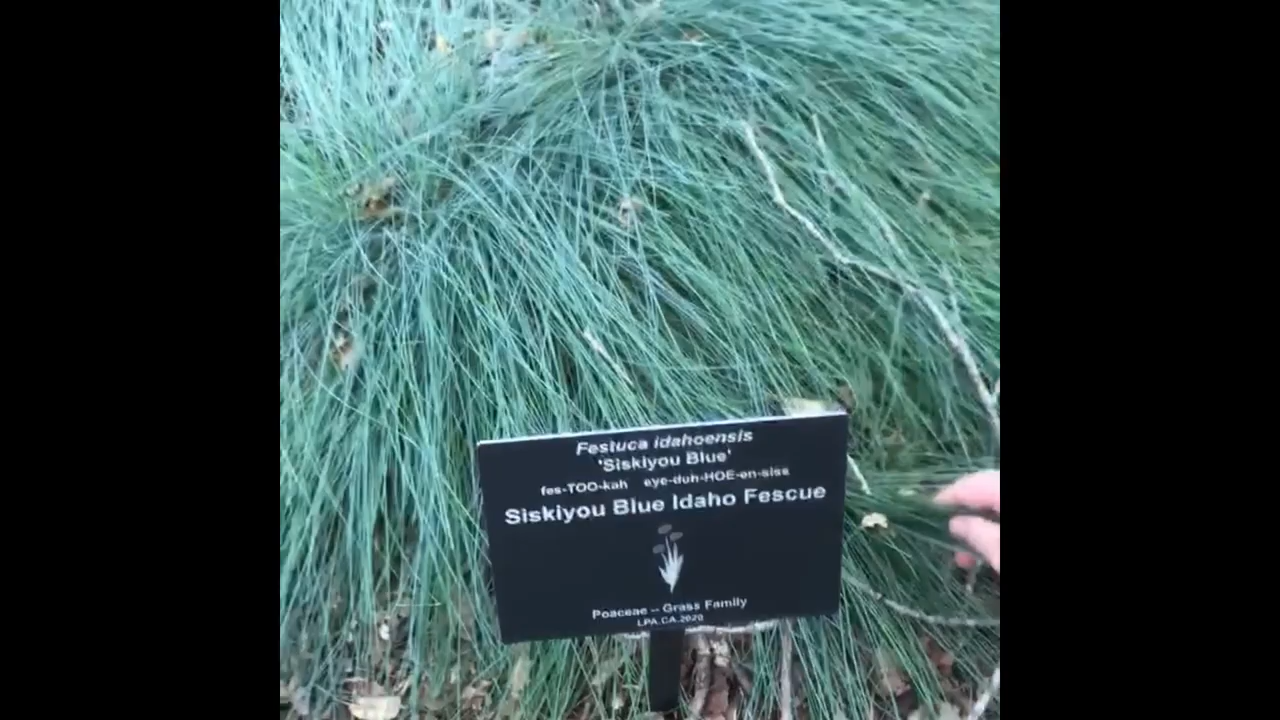 Festuca idahoensis
'Siskiyou Blue'
fes-TOO-kah eye-duh-HOE-en-siss
Siskiyou Blue Idaho Fescue
Poaceae – Grass Family
LPA.CA.2020